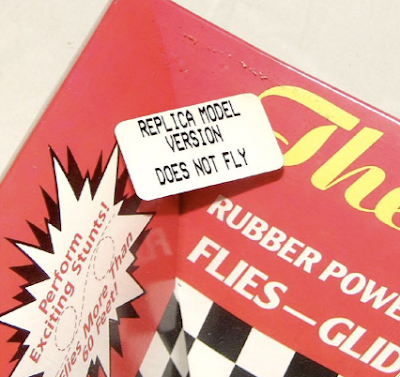 REPLICA MODEL
VERSION
DOES NOT FLY
The
RUBBER POWE
FLIES—GLID
Perform
Exciting Stunts!
Flies More Than
60 Feet!